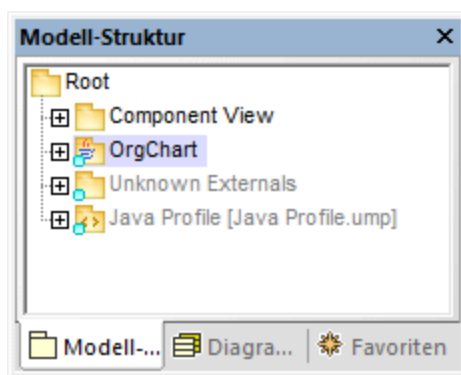 Modell-Struktur
Root
Component View
OrgChart
Unknown Externals
Java Profile [Java Profile.ump]
Modell-... Diagra... Favoriten